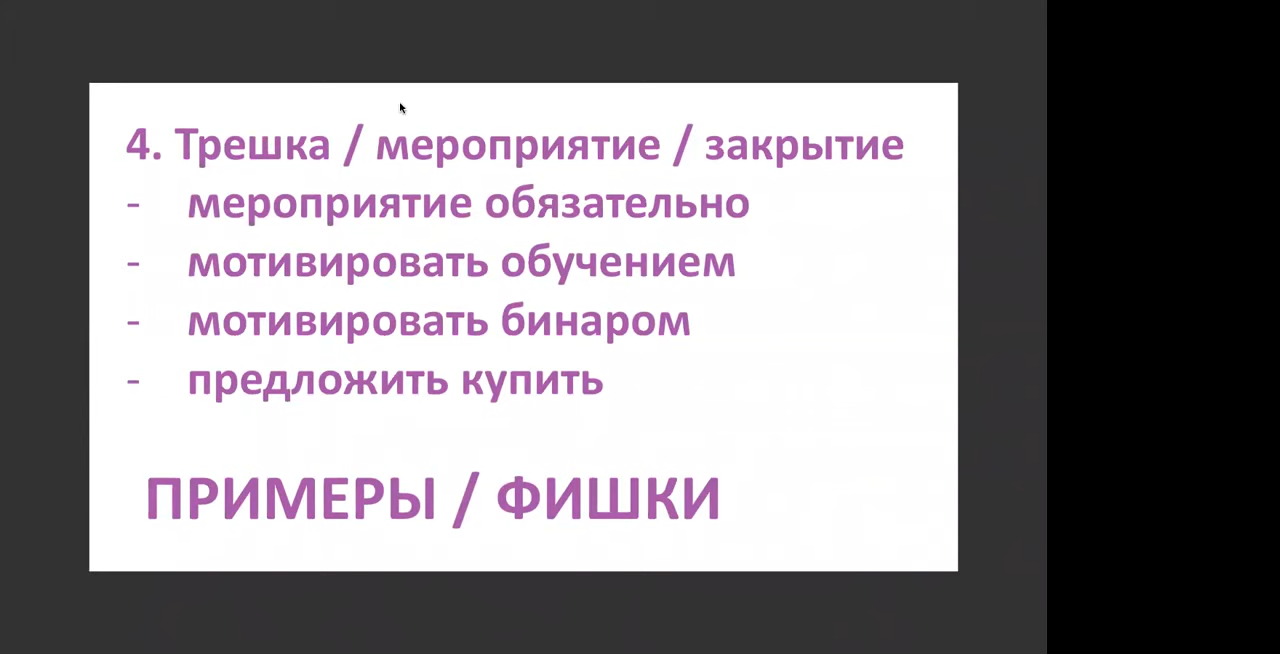 4. Трешка / мероприятие / закрытие
- мероприятие обязательно
- мотивировать обучением
- мотивировать бинаром
- предложить купить
ПРИМЕРЫ / ФИШКИ